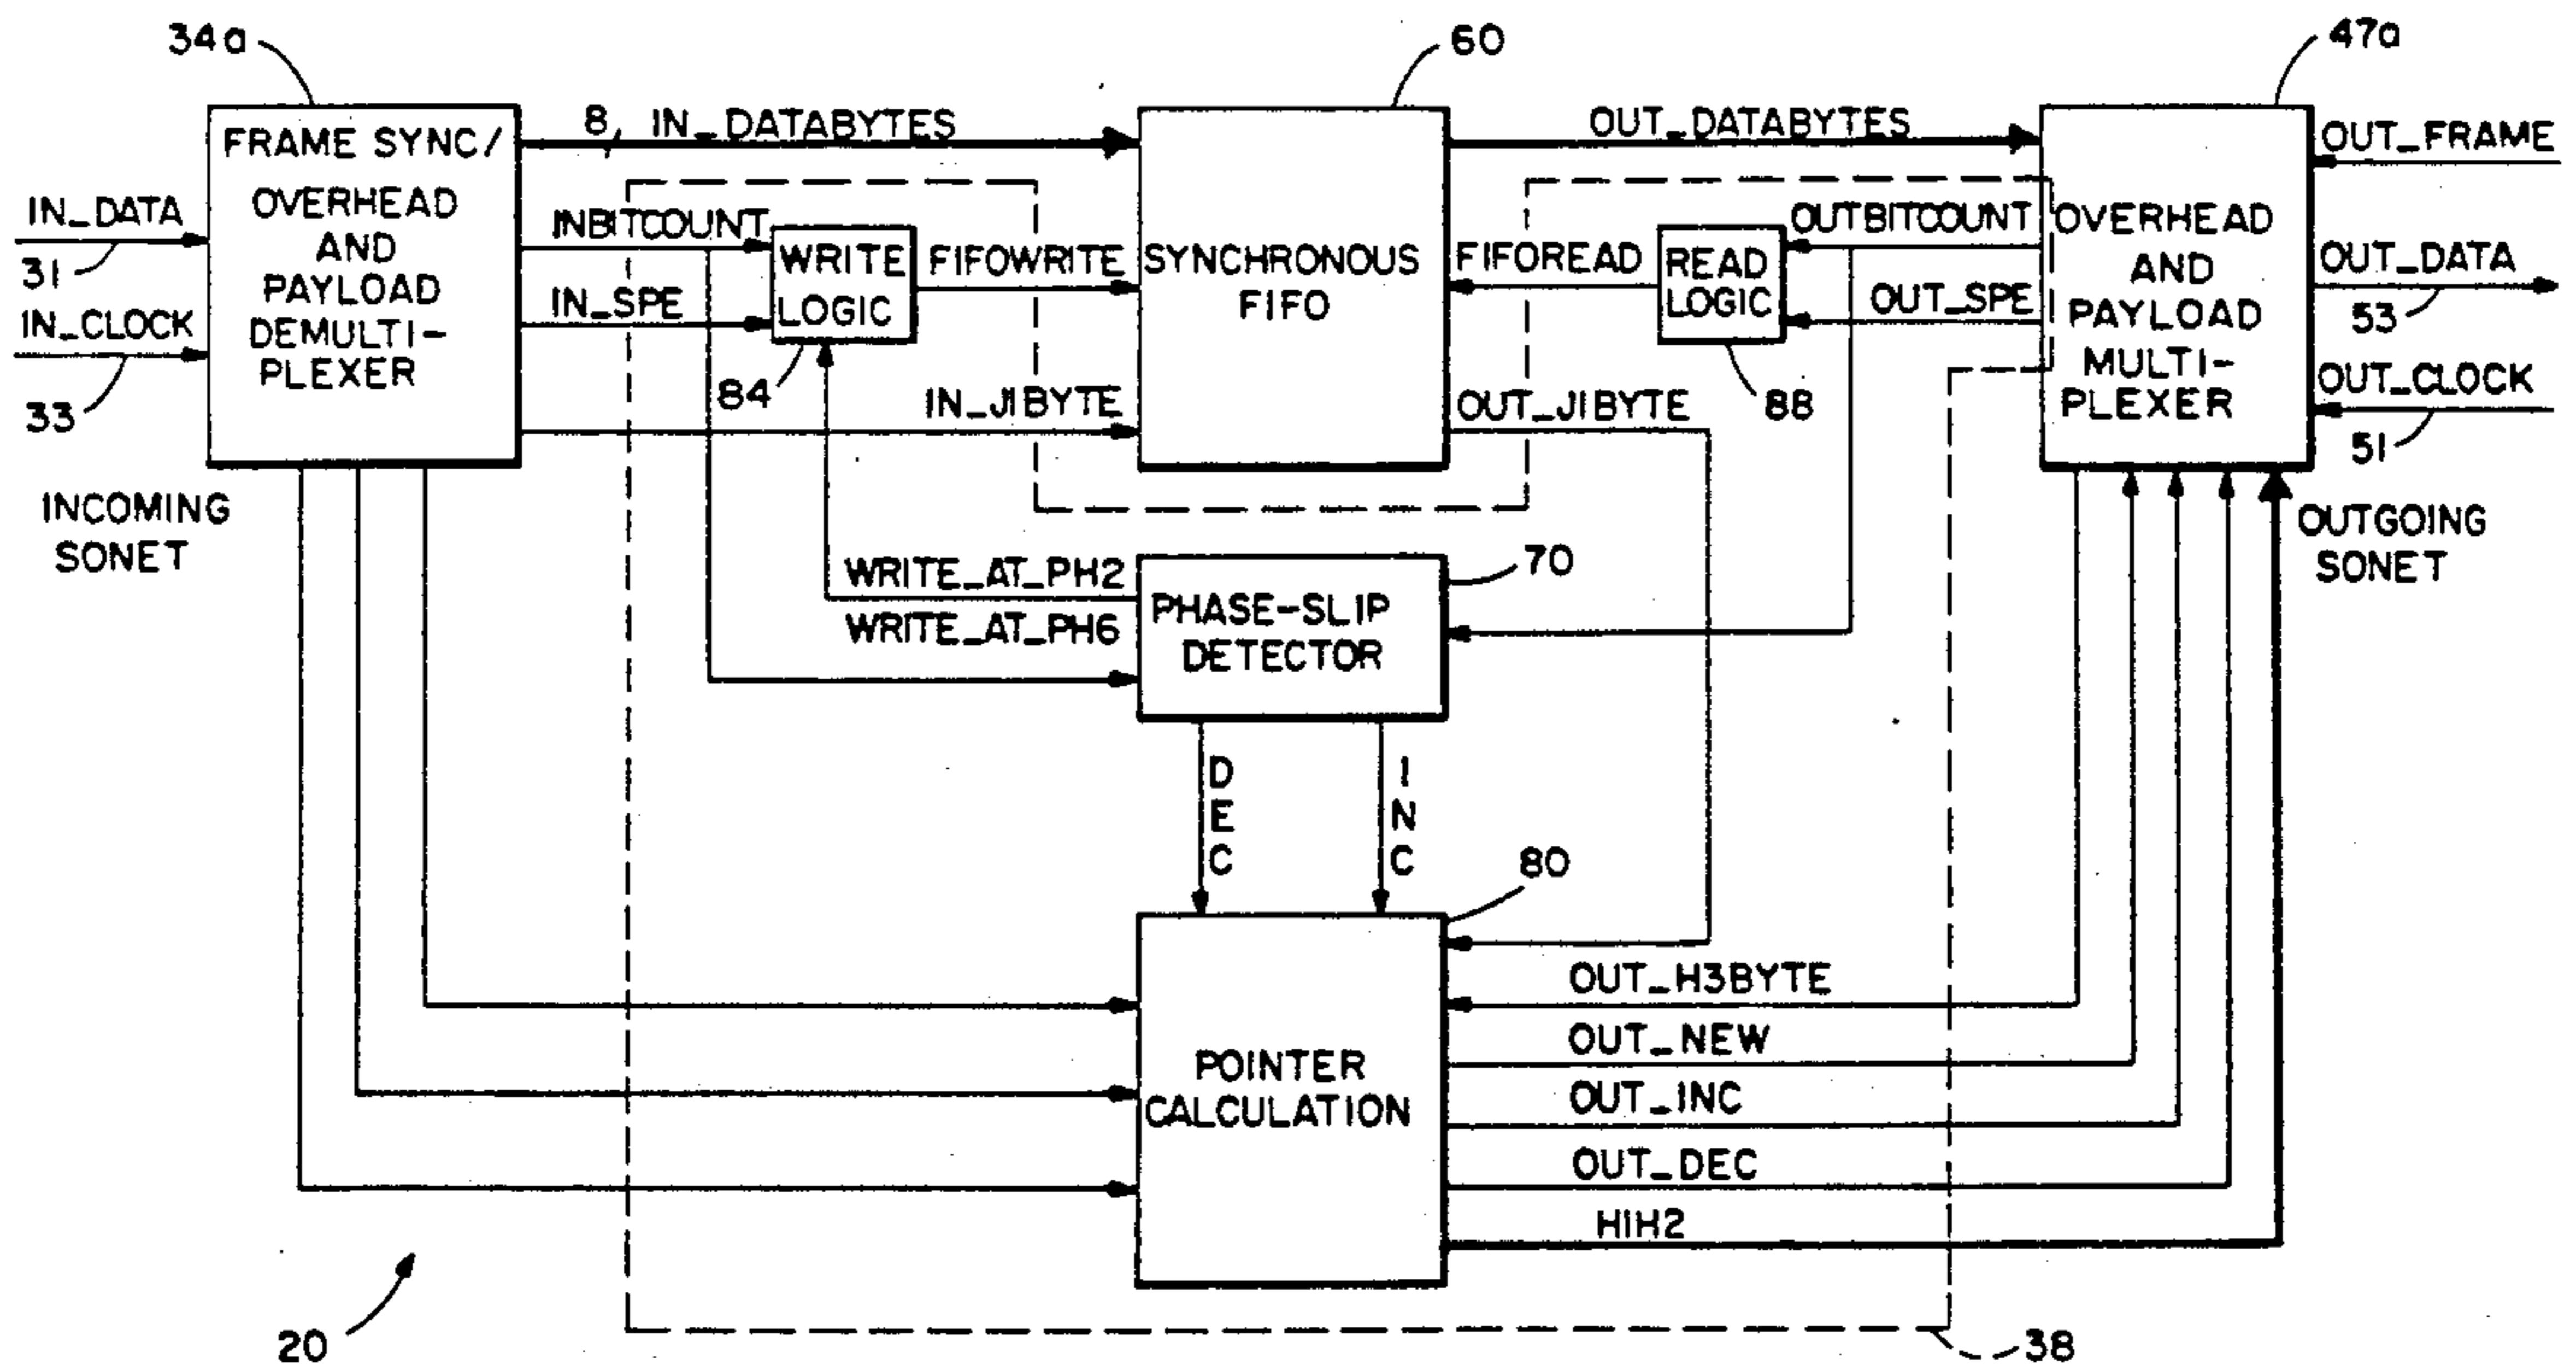 34a
60
47a
FRAME SYNC/
OVERHEAD
AND
PAYLOAD
DEMULTI-
PLEXER
8
IN_DATABYTES
OUT_DATABYTES
OUT_FRAME
IN_DATA
31
IN_CLOCK
33
INBITCOUNT
IN_SPE
WRITE
LOGIC
84
FIFOWRITE
SYNCHRONOUS
FIFO
FIFOREAD
READ
LOGIC
88
OUTBITCOUNT
OUT_SPE
OVERHEAD
AND
PAYLOAD
MULTI-
PLEXER
OUT_DATA
53
OUT_CLOCK
51
IN_J1BYTE
OUT_J1BYTE
INCOMING
SONET
OUTGOING
SONET
WRITE_AT_PH2
WRITE_AT_PH6
70
PHASE-SLIP
DETECTOR
DEC
INC
80
POINTER
CALCULATION
OUT_H3BYTE
OUT_NEW
OUT_INC
OUT_DEC
H1H2
20
38